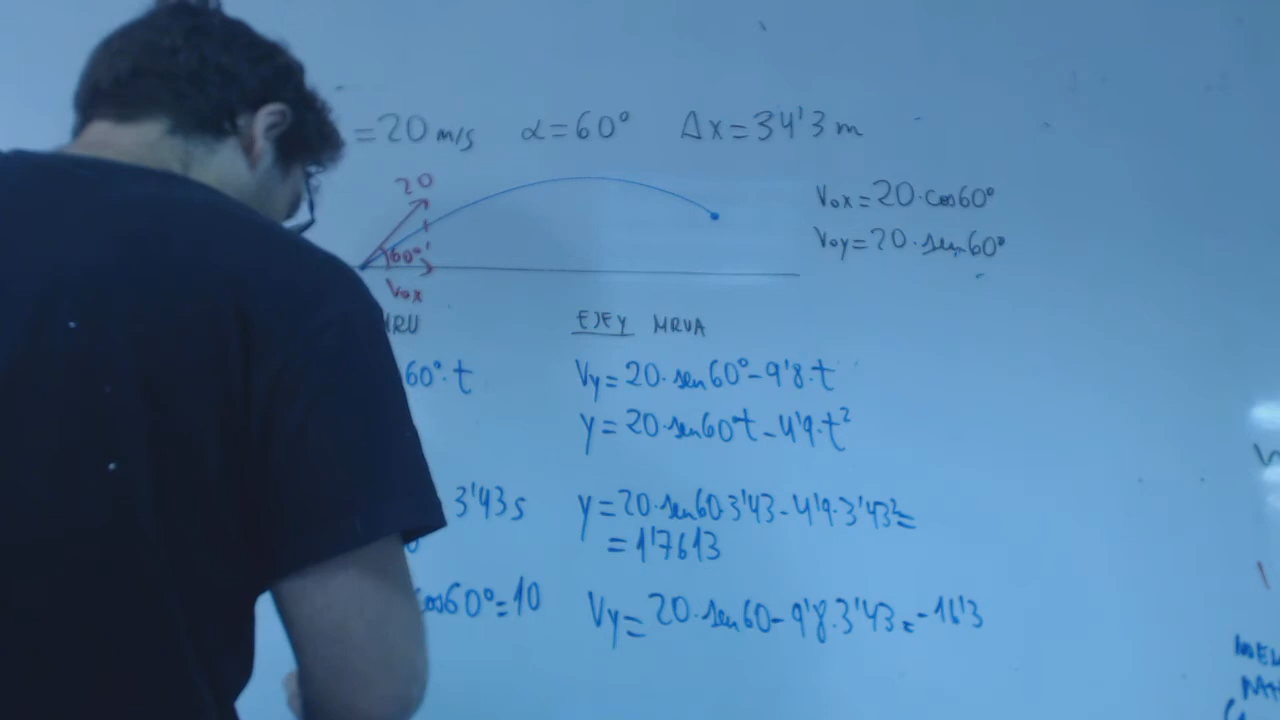 =20 m/s α=60° Δx=34'3 m
20
60°
Vox
Vox=20·cos60°
Voy=20·sen60°
MRU
EJE Y MRUA
60°·t
Vy=20·sen60°-9'8·t
y=20·sen60t-4'9·t²
3'43 s
y=20·sen60·3'43-4'9·3'43²=
=1'7613
cos60°=10
Vy=20·sen60-9'8·3'43=-16'3